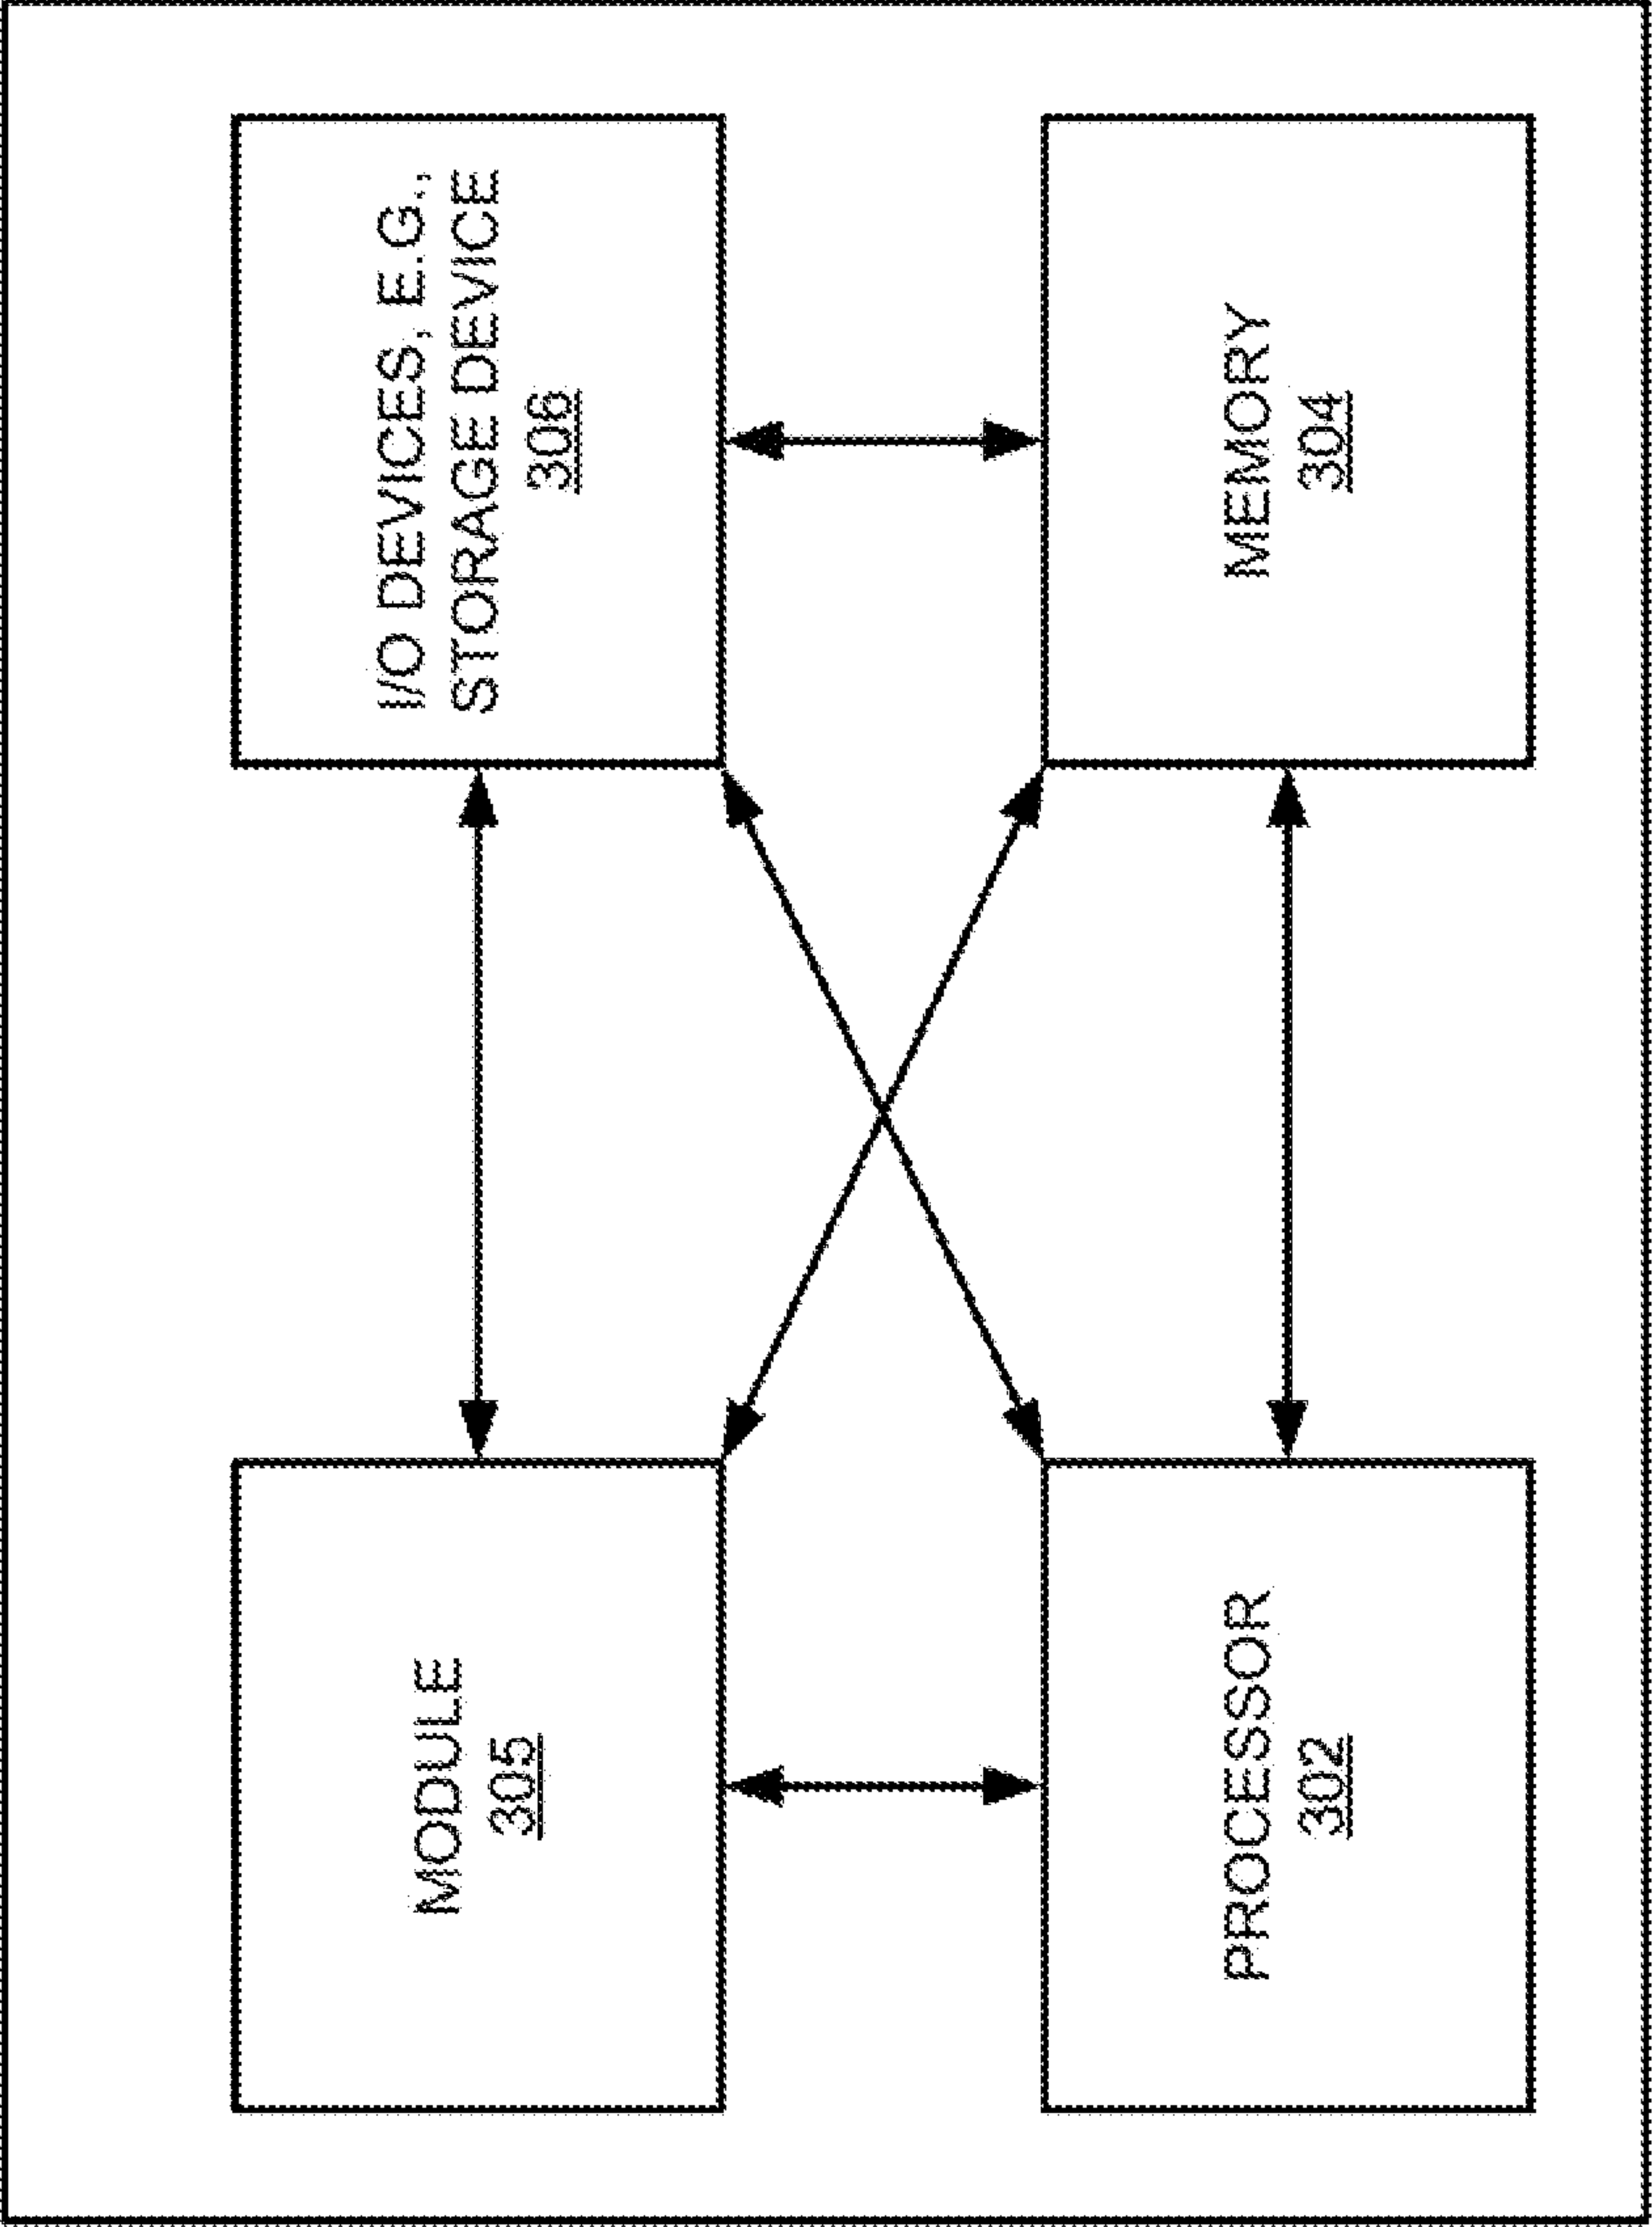 MODULE
305
I/O DEVICES, E.G.,
STORAGE DEVICE
306
PROCESSOR
302
MEMORY
304